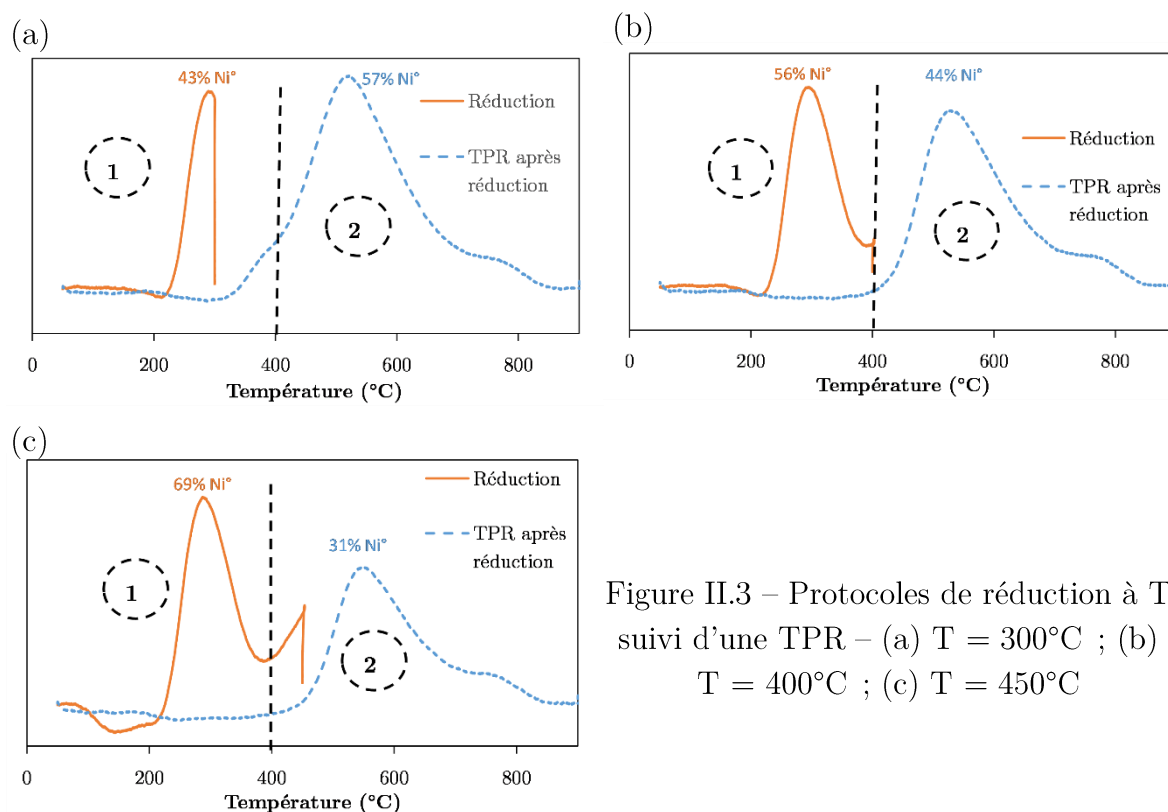 (a)
43% Ni°
57% Ni°
Réduction
TPR après
réduction
1
2
0
200
400
600
800
Température (°C)
(b)
56% Ni°
44% Ni°
Réduction
TPR après
réduction
1
2
0
200
400
600
800
Température (°C)
(c)
69% Ni°
31% Ni°
Réduction
TPR après
réduction
1
2
0
200
400
600
800
Température (°C)
Figure II.3 – Protocoles de réduction à T
suivi d'une TPR – (a) T = 300°C ; (b)
T = 400°C ; (c) T = 450°C